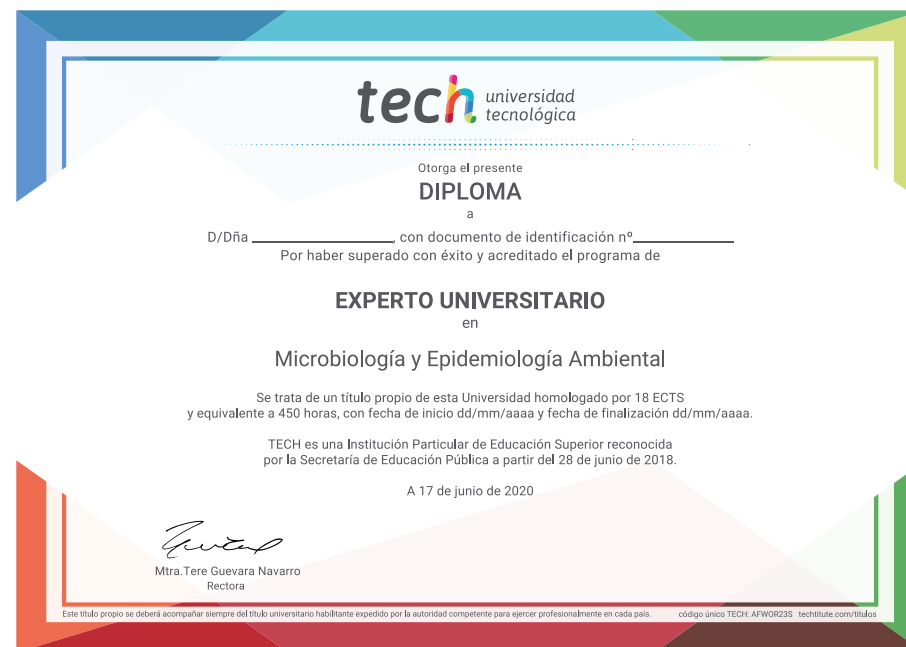 tech universidad
tecnológica
Otorga el presente
DIPLOMA
a
D/Dña ____________________, con documento de identificación nº______________
Por haber superado con éxito y acreditado el programa de
EXPERTO UNIVERSITARIO
en
Microbiología y Epidemiología Ambiental
Se trata de un título propio de esta Universidad homologado por 18 ECTS
y equivalente a 450 horas, con fecha de inicio dd/mm/aaaa y fecha de finalización dd/mm/aaaa.
TECH es una Institución Particular de Educación Superior reconocida
por la Secretaría de Educación Pública a partir del 28 de junio de 2018.
A 17 de junio de 2020
Mtra.Tere Guevara Navarro
Rectora
Este título propio se deberá acompañar siempre del título universitario habilitante expedido por la autoridad competente para ejercer profesionalmente en cada país. código único TECH: AFWOR23S techtitute.com/titulos